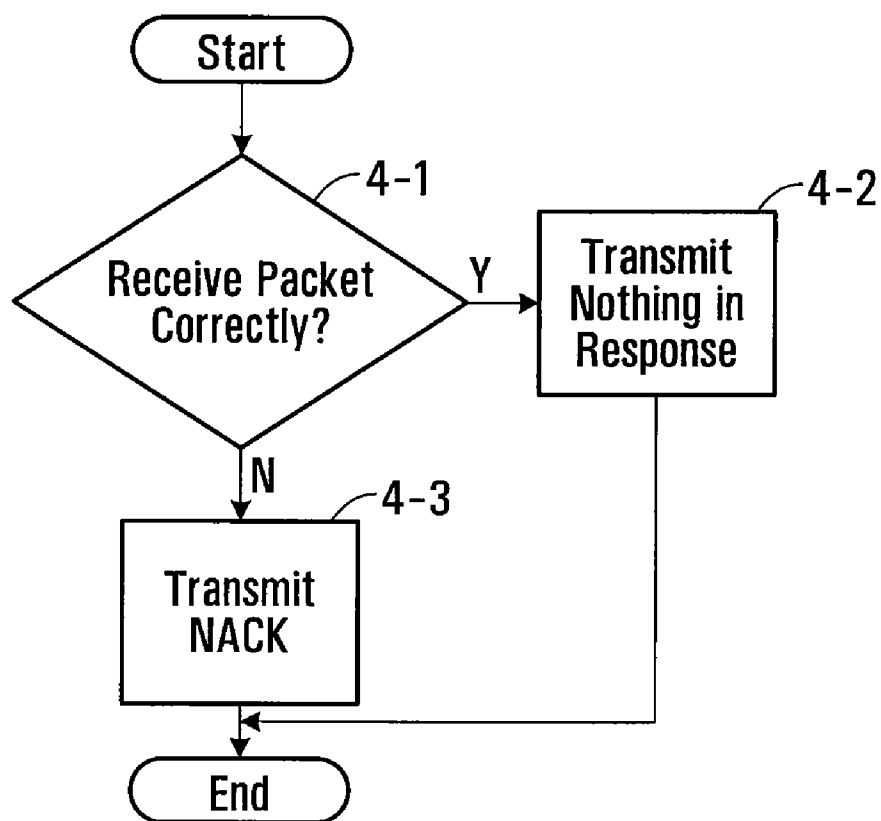 Start
4-1
Receive Packet
Correctly?
Y
4-2
Transmit
Nothing in
Response
N
4-3
Transmit
NACK
End